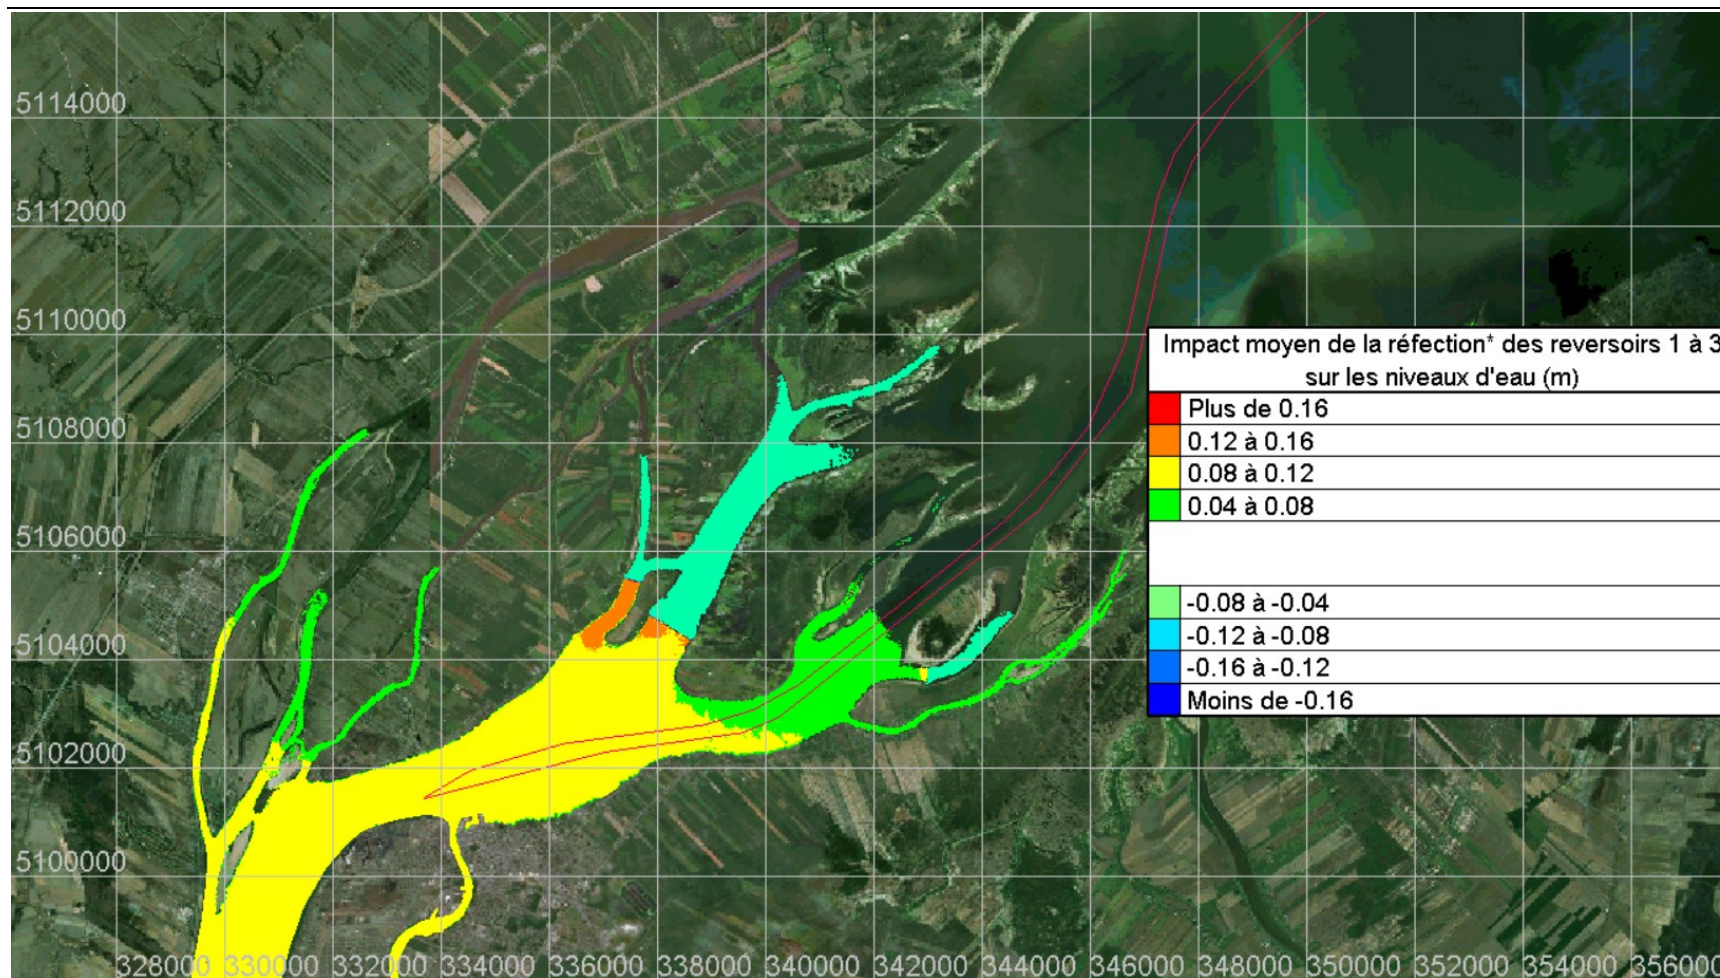 5114000
5112000
5110000
Impact moyen de la réfection* des reversoirs 1 à 3
sur les niveaux d'eau (m)
Plus de 0.16
0.12 à 0.16
0.08 à 0.12
0.04 à 0.08
-0.08 à -0.04
-0.12 à -0.08
-0.16 à -0.12
Moins de -0.16
5108000
5106000
5104000
5102000
5100000
328000 330000 332000 334000 336000 338000 340000 342000 344000 346000 348000 350000 352000 354000 356000